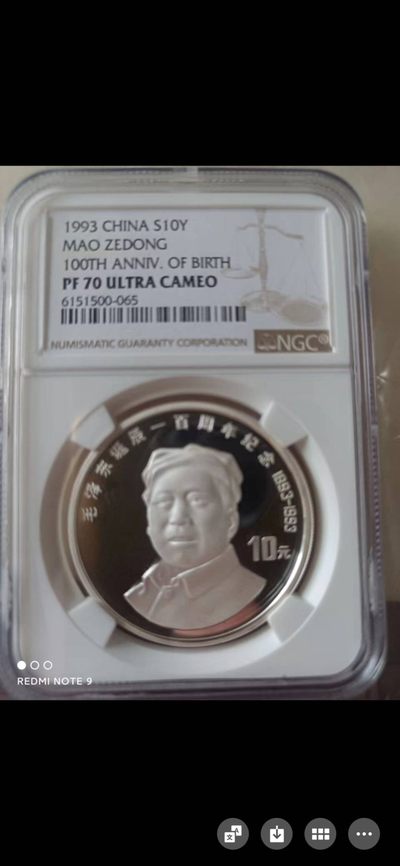 1993 CHINA S10Y
MAO ZEDONG
100TH ANNIV. OF BIRTH
PF 70 ULTRA CAMEO
6151500-065
NUMISMATIC GUARANTY CORPORATION
NGC®
毛泽东诞辰一百周年纪念 1893-1993
10元
REDMI NOTE 9